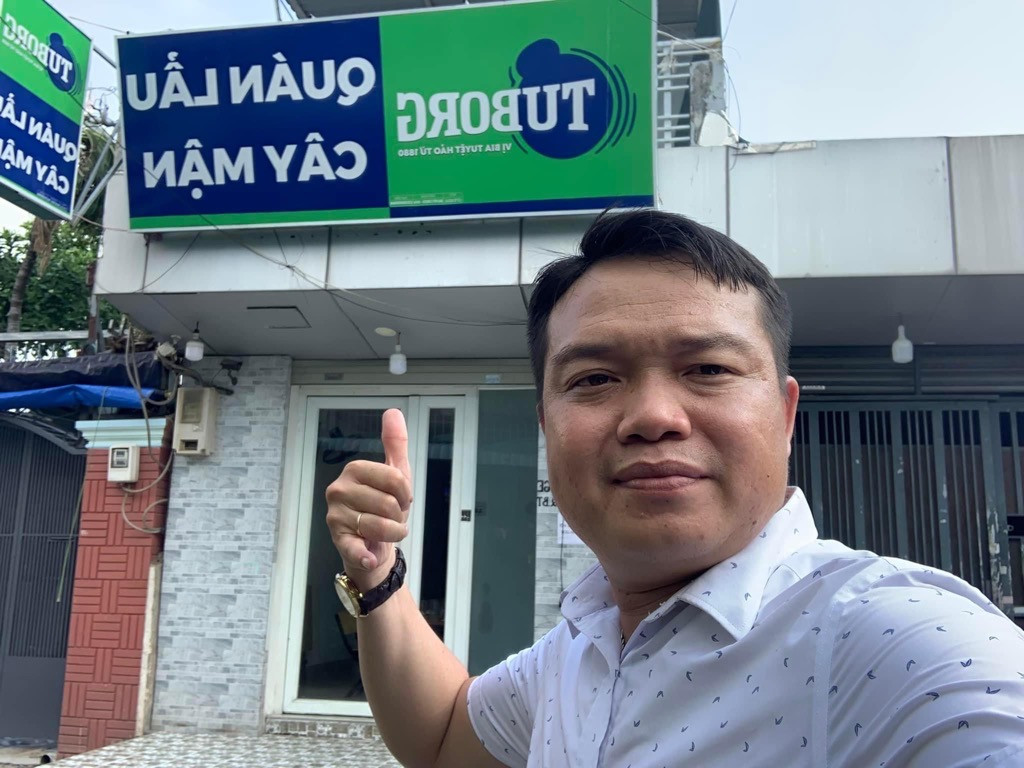 QUÁN LẨU
CÂY MẬN
TUBORG
VỊ BIA TUYỆT HẢO TỪ 1880
TUBORG
QUÁN LẨU
CÂY MẬN